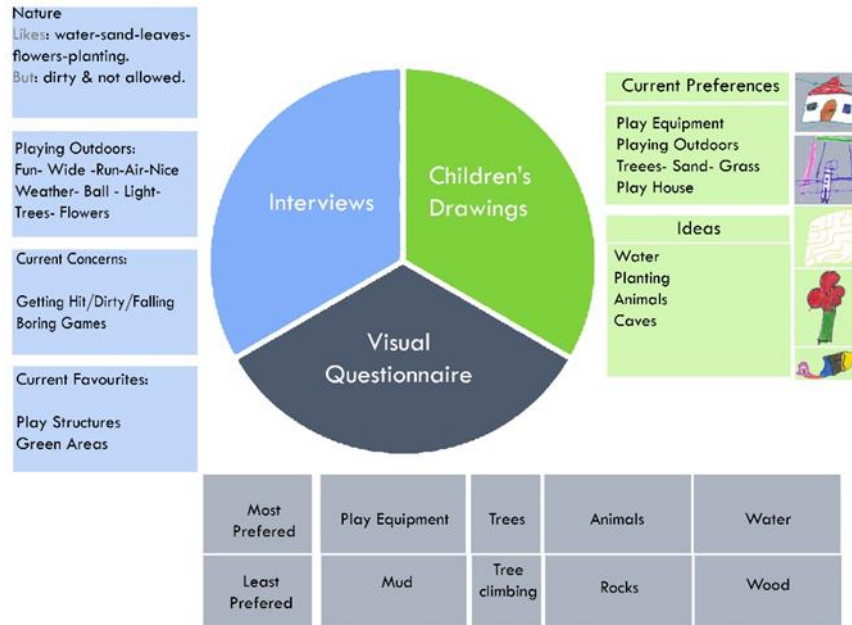 Nature
Likes: water-sand-leaves-
flowers-planting.
But: dirty & not allowed.
Playing Outdoors:
Fun- Wide -Run-Air-Nice
Weather- Ball - Light-
Trees- Flowers
Current Concerns:
Getting Hit/Dirty/Falling
Boring Games
Current Favourites:
Play Structures
Green Areas
Interviews
Children's
Drawings
Visual
Questionnaire
Current Preferences
Play Equipment
Playing Outdoors
Treees- Sand- Grass
Play House
Ideas
Water
Planting
Animals
Caves
Most
Prefered
Play Equipment
Trees
Animals
Water
Least
Prefered
Mud
Tree
climbing
Rocks
Wood